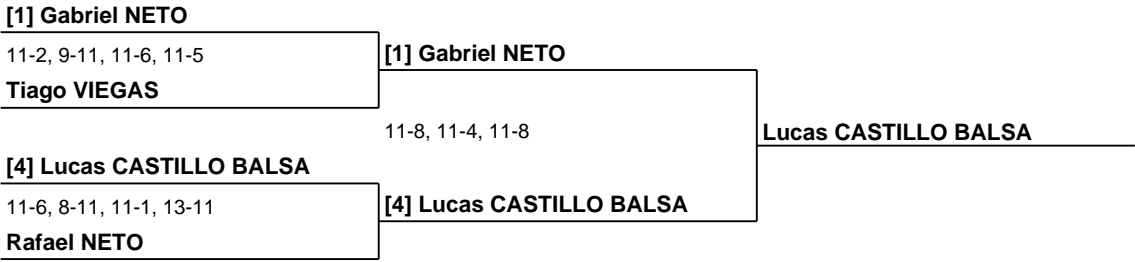 [1] Gabriel NETO
11-2, 9-11, 11-6, 11-5
[1] Gabriel NETO
Tiago VIEGAS
11-8, 11-4, 11-8
Lucas CASTILLO BALSA
[4] Lucas CASTILLO BALSA
11-6, 8-11, 11-1, 13-11
[4] Lucas CASTILLO BALSA
Rafael NETO